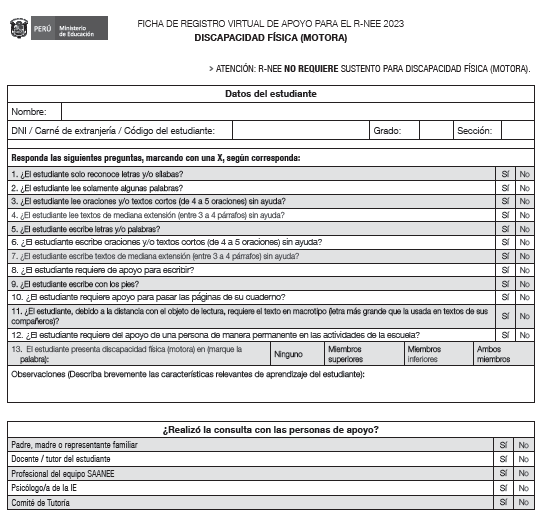 PERÚ Ministerio de Educación
FICHA DE REGISTRO VIRTUAL DE APOYO PARA EL R-NEE 2023
DISCAPACIDAD FÍSICA (MOTORA)
> ATENCIÓN: R-NEE NO REQUIERE SUSTENTO PARA DISCAPACIDAD FÍSICA (MOTORA).
Datos del estudiante
Nombre:
DNI / Carné de extranjería / Código del estudiante: Grado: Sección:
Responda las siguientes preguntas, marcando con una X, según corresponda:
1. ¿El estudiante solo reconoce letras y/o sílabas? Sí No
2. ¿El estudiante lee solamente algunas palabras? Sí No
3. ¿El estudiante lee oraciones y/o textos cortos (de 4 a 5 oraciones) sin ayuda? Sí No
4. ¿El estudiante lee textos de mediana extensión (entre 3 a 4 párrafos) sin ayuda? Sí No
5. ¿El estudiante escribe letras y/o palabras? Sí No
6. ¿El estudiante escribe oraciones y/o textos cortos (de 4 a 5 oraciones) sin ayuda? Sí No
7. ¿El estudiante escribe textos de mediana extensión (entre 3 a 4 párrafos) sin ayuda? Sí No
8. ¿El estudiante requiere de apoyo para escribir? Sí No
9. ¿El estudiante escribe con los pies? Sí No
10. ¿El estudiante requiere apoyo para pasar las páginas de su cuaderno? Sí No
11. ¿El estudiante, debido a la distancia con el objeto de lectura, requiere el texto en macrotipo (letra más grande que la usada en textos de sus
compañeros)? Sí No
12. ¿El estudiante requiere del apoyo de una persona de manera permanente en las actividades de la escuela? Sí No
13. El estudiante presenta discapacidad física (motora) en (marque la Ninguno Miembros Miembros Ambos
palabra): superiores inferiores miembros
Observaciones (Describa brevemente las características relevantes de aprendizaje del estudiante):
¿Realizó la consulta con las personas de apoyo?
Padre, madre o representante familiar Sí No
Docente / tutor del estudiante Sí No
Profesional del equipo SAANEE Sí No
Psicólogo/a de la IE Sí No
Comité de Tutoría Sí No